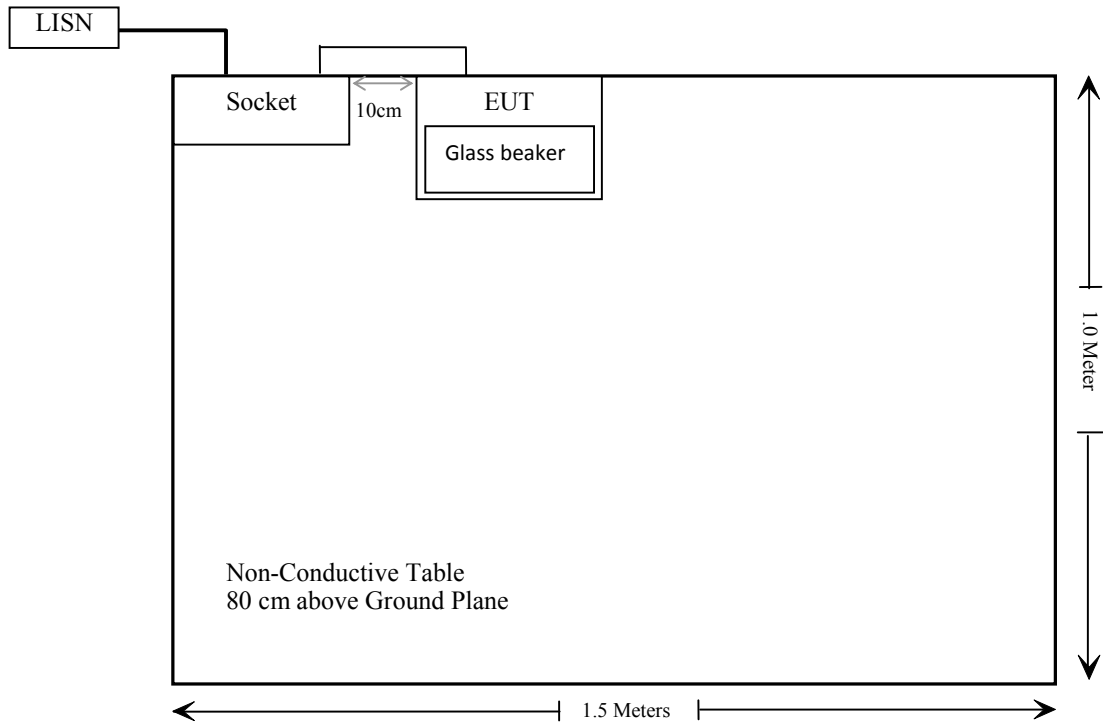 LISN
Socket
10cm
EUT
Glass beaker
1.0 Meter
Non-Conductive Table
80 cm above Ground Plane
1.5 Meters